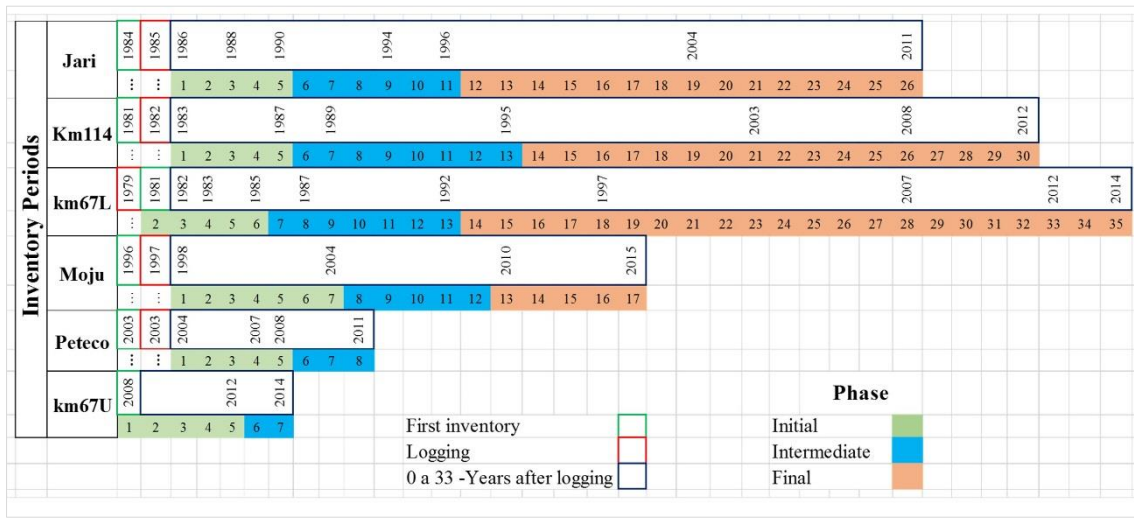 Inventory Periods
Jari
1984 1985 1986 1988 1990 1994 1996 2004 2011
... ... 1 2 3 4 5 6 7 8 9 10 11 12 13 14 15 16 17 18 19 20 21 22 23 24 25 26
Km114
1981 1982 1983 1987 1989 1995 2003 2008 2012
... ... 1 2 3 4 5 6 7 8 9 10 11 12 13 14 15 16 17 18 19 20 21 22 23 24 25 26 27 28 29 30
km67L
1979 1981 1982 1983 1985 1987 1992 1997 2007 2012 2014
... 2 3 4 5 6 7 8 9 10 11 12 13 14 15 16 17 18 19 20 21 22 23 24 25 26 27 28 29 30 31 32 33 34 35
Moju
1996 1997 1998 2004 2010 2015
... ... 1 2 3 4 5 6 7 8 9 10 11 12 13 14 15 16 17
Peteco
2003 2003 2004 2007 2008 2011
... ... 1 2 3 4 5 6 7 8
km67U
2008 2012 2014
1 2 3 4 5 6 7
Phase
First inventory Initial
Logging Intermediate
0 a 33 -Years after logging Final